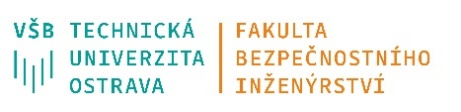 VŠB TECHNICKÁ
UNIVERZITA
OSTRAVA
FAKULTA
BEZPEČNOSTNÍHO
INŽENÝRSTVÍ